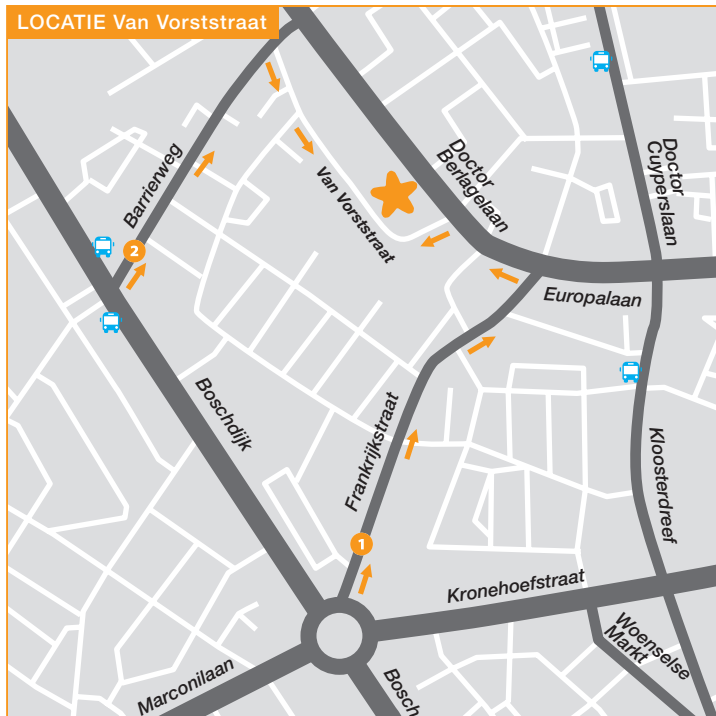 LOCATIE Van Vorststraat
Barrierweg
Doctor
Berlagelaan
Doctor
Cuyperslaan
Van Vorststraat
2
Europalaan
Boschdijk
Frankrijkstraat
Kloosterdreef
1
Kronehoefstraat
Woenselse
Markt
Marconilaan
Bosch